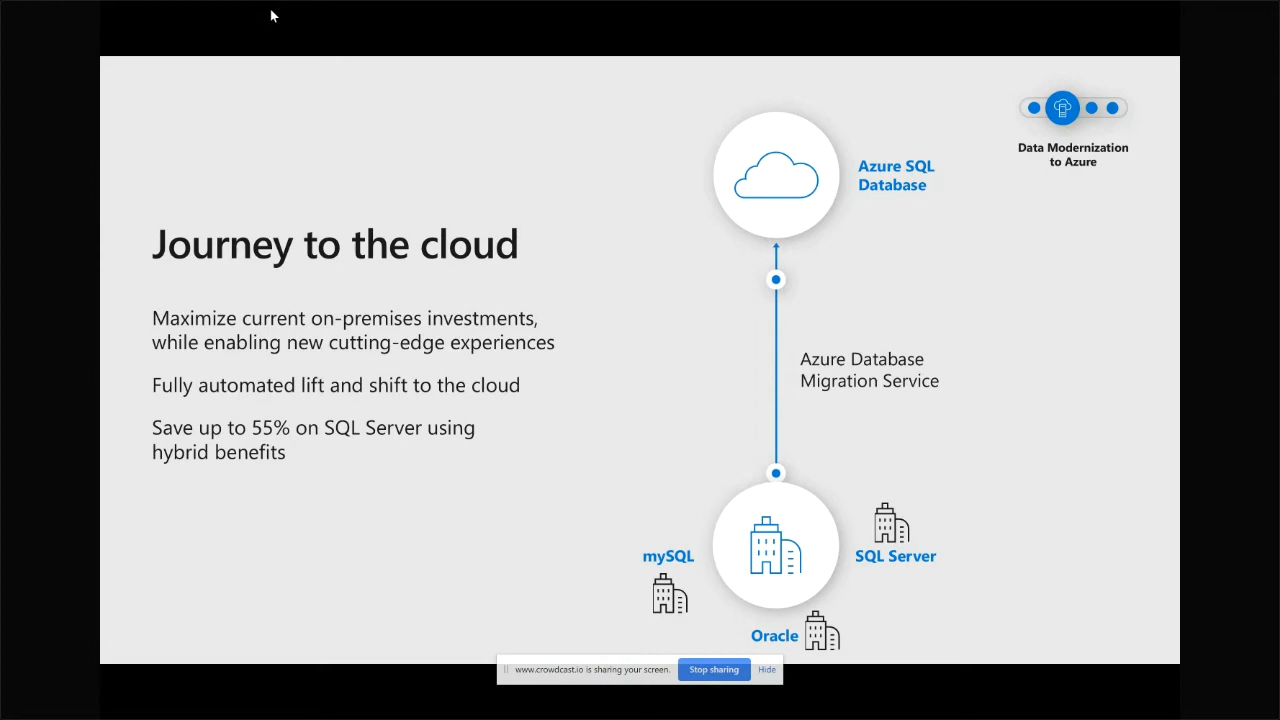 Data Modernization
to Azure
Azure SQL
Database
Journey to the cloud
Maximize current on-premises investments,
while enabling new cutting-edge experiences
Fully automated lift and shift to the cloud
Save up to 55% on SQL Server using
hybrid benefits
Azure Database
Migration Service
mySQL
SQL Server
Oracle
www.crowdcast.io is sharing your screen. Stop sharing Hide